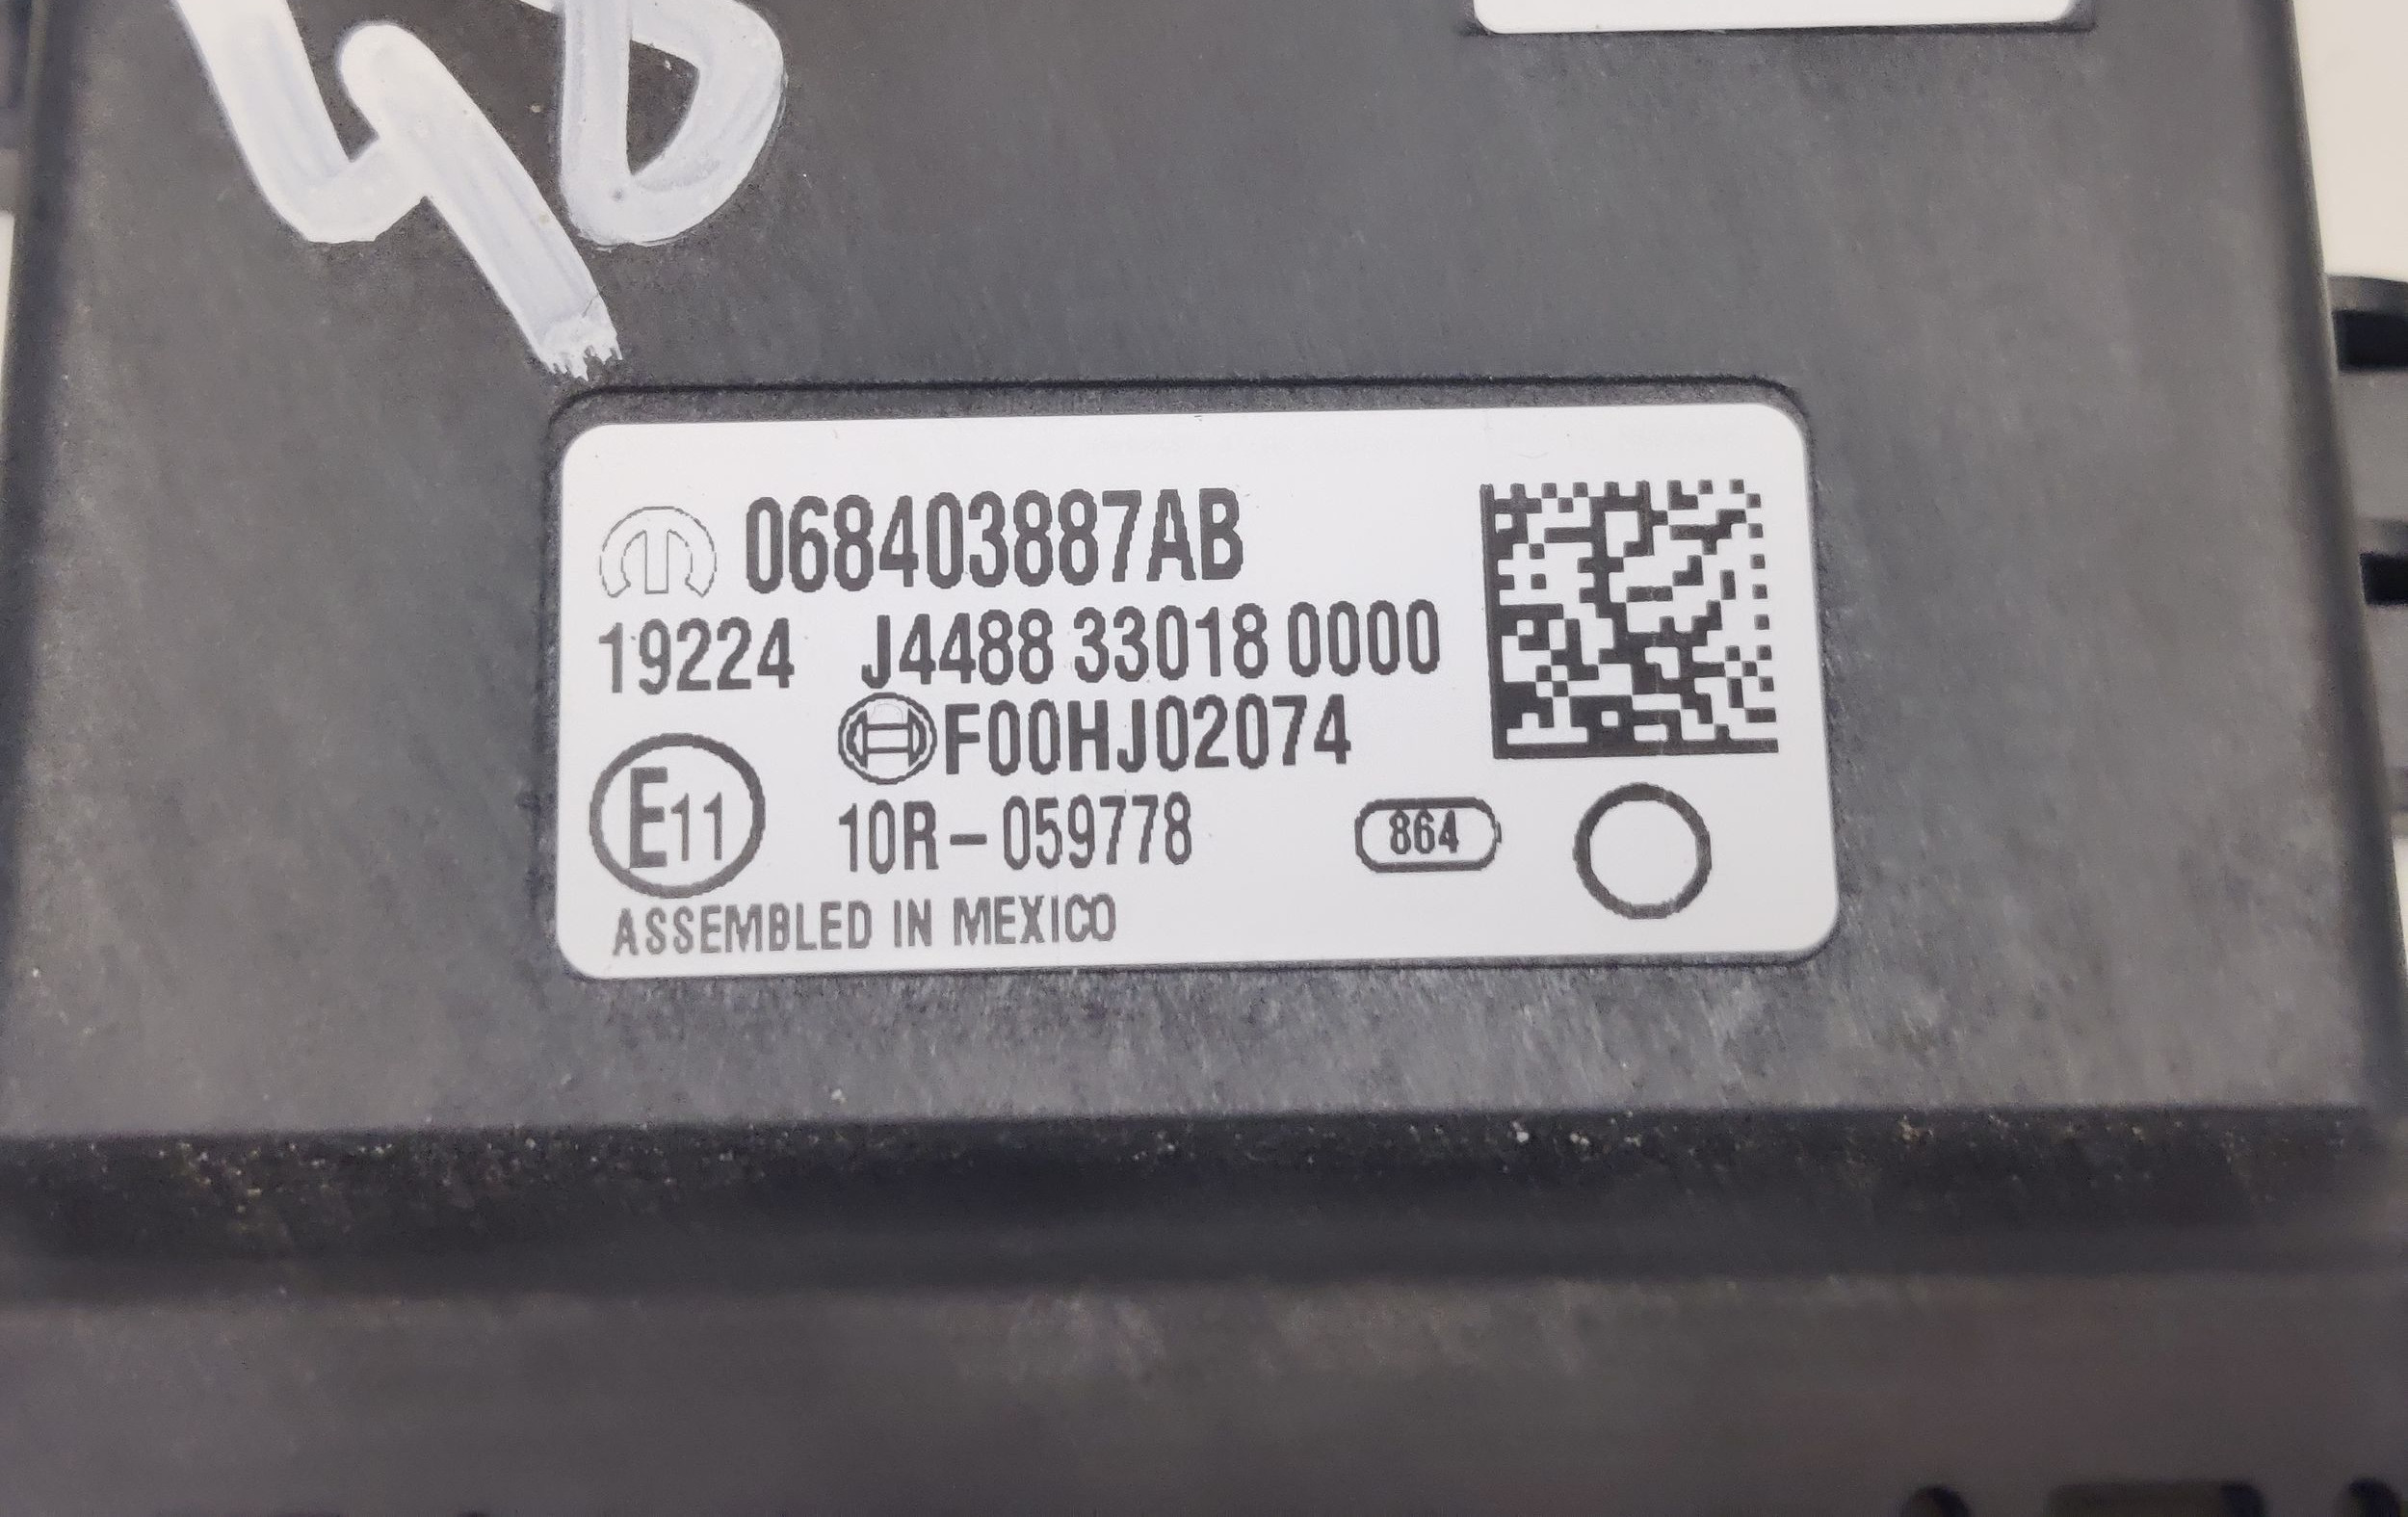 068403887AB
19224 J4488 33018 0000
F00HJ02074
E11 10R-059778 864
ASSEMBLED IN MEXICO